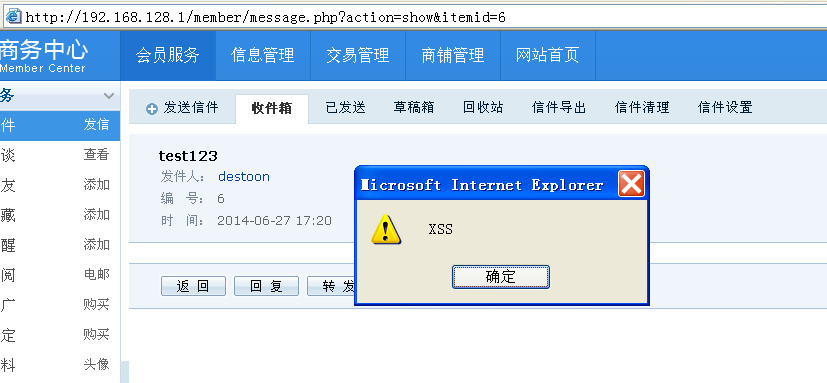 http://192.168.128.1/member/message.php?action=show&itemid=6
商务中心
Member Center
会员服务 信息管理 交易管理 商铺管理 网站首页
务
发送信件 收件箱 已发送 草稿箱 回收站 信件导出 信件清理 信件设置
件 发信
谈 查看
友 添加
藏 添加
醒 添加
阅 电邮
广 购买
定 购买
料 头像
test123
发件人： destoon
编 号： 6
时 间： 2014-06-27 17:20
Microsoft Internet Explorer
XSS
确定
返 回 回 复 转 发